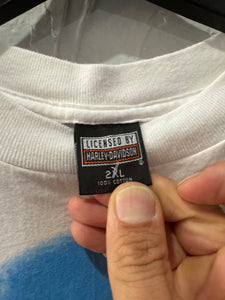 LICENSED BY
HARLEY-DAVIDSON
®
2XL
100% COTTON